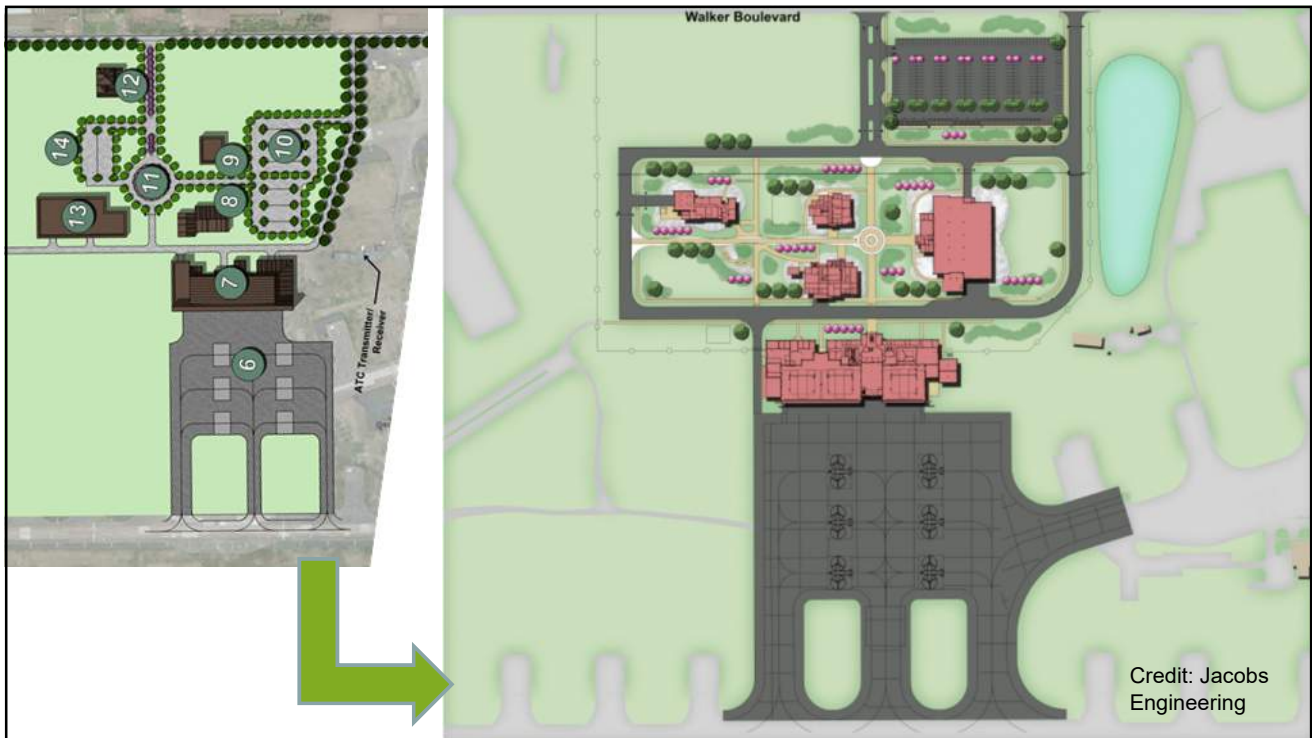 Walker Boulevard
12
14
9
10
11
8
13
7
6
ATC Transmitter/
Receiver
Credit: Jacobs
Engineering